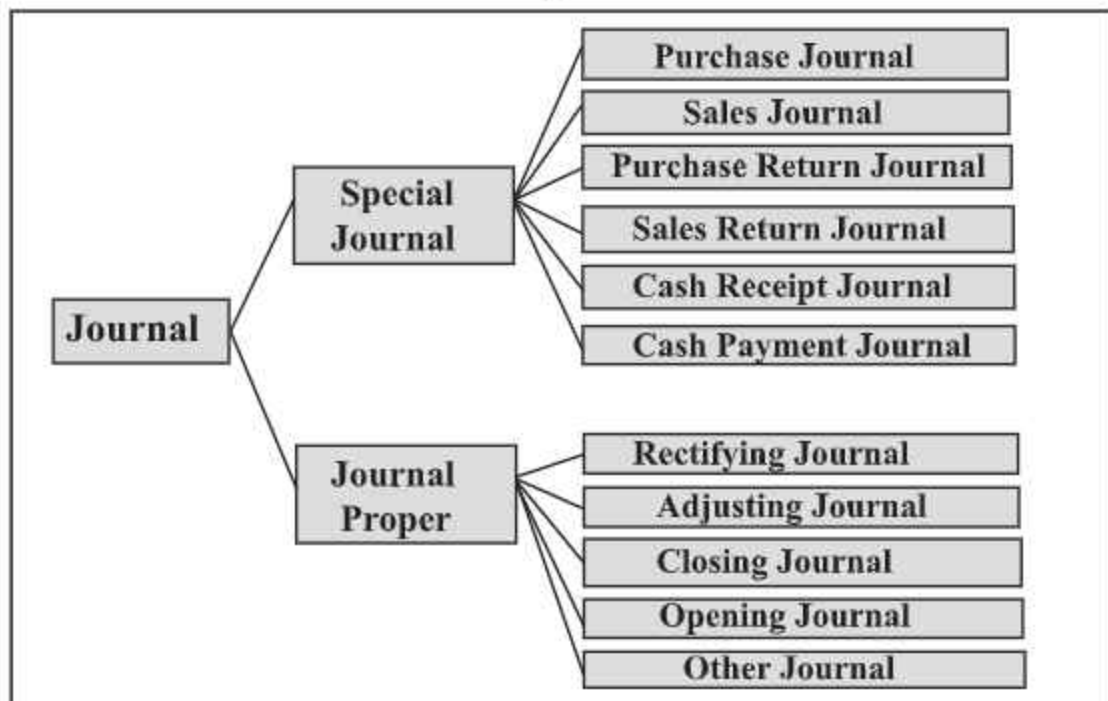 Journal
Special
Journal
Purchase Journal
Sales Journal
Purchase Return Journal
Sales Return Journal
Cash Receipt Journal
Cash Payment Journal
Journal
Proper
Rectifying Journal
Adjusting Journal
Closing Journal
Opening Journal
Other Journal